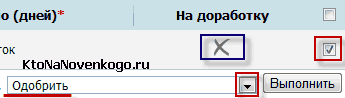 о (дней)* На доработку
ток
KtoNaNovenkogo.ru
Одобрить Выполнить